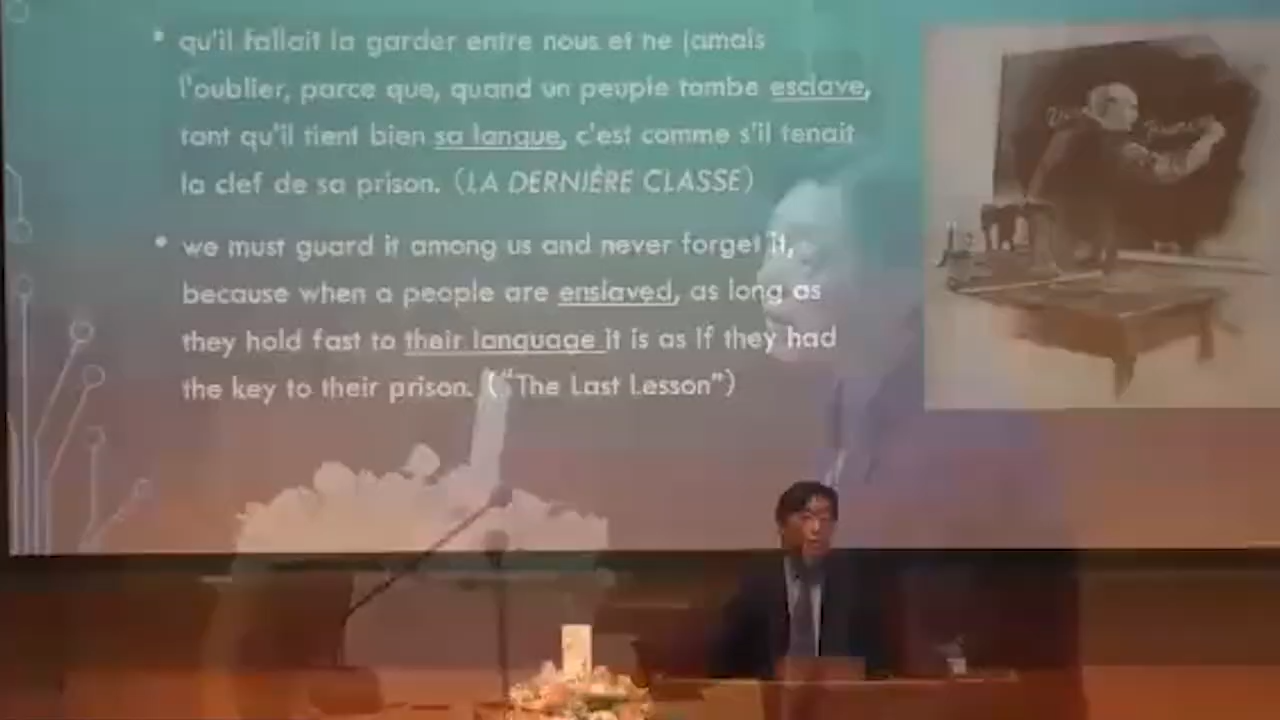 • qu'il fallait la garder entre nous et ne jamais
l'oublier, parce que, quand un peuple tombe esclave,
tant qu'il tient bien sa langue, c'est comme s'il tenait
la clef de sa prison. (LA DERNIÈRE CLASSE)
• we must guard it among us and never forget it,
because when a people are enslaved, as long as
they hold fast to their language it is as if they had
the key to their prison. ("The Last Lesson")